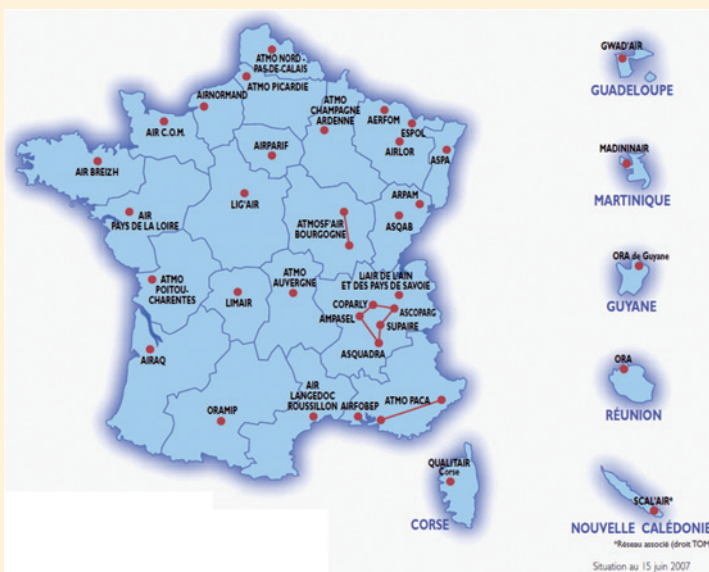 ATMO NORD -
PAS-DE-CALAIS
ATMO PICARDIE
AIRNORMAND
ATMO
CHAMPAGNE
ARDENNE
AERFOM
ESPOL
AIR C.O.M.
AIRPARIF
AIRLOR
ASPA
AIR BREIZH
LIG'AIR
ARPAM
AIR
PAYS DE LA LOIRE
ATMOSF'AIR
BOURGOGNE
ASQAB
ATMO
POITOU-
CHARENTES
LIMAIR
ATMO
AUVERGNE
L'AIR DE L'AIN
ET DES PAYS DE SAVOIE
COPARLY
ASCOPARG
AMPASEL
SUPAIRE
ASQUADRA
AIRAQ
AIR
LANGEDOC
ROUSSILLON
ATMO PACA
AIRFOBEP
ORAMIP
QUALITAIR
Corse
CORSE
GWAD'AIR
GUADELOUPE
MADININAIR
MARTINIQUE
ORA de Guyane
GUYANE
ORA
RÉUNION
SCAL'AIR*
NOUVELLE CALÉDONIE
*Réseau associé (droit TOM
Situation au 15 juin 2007